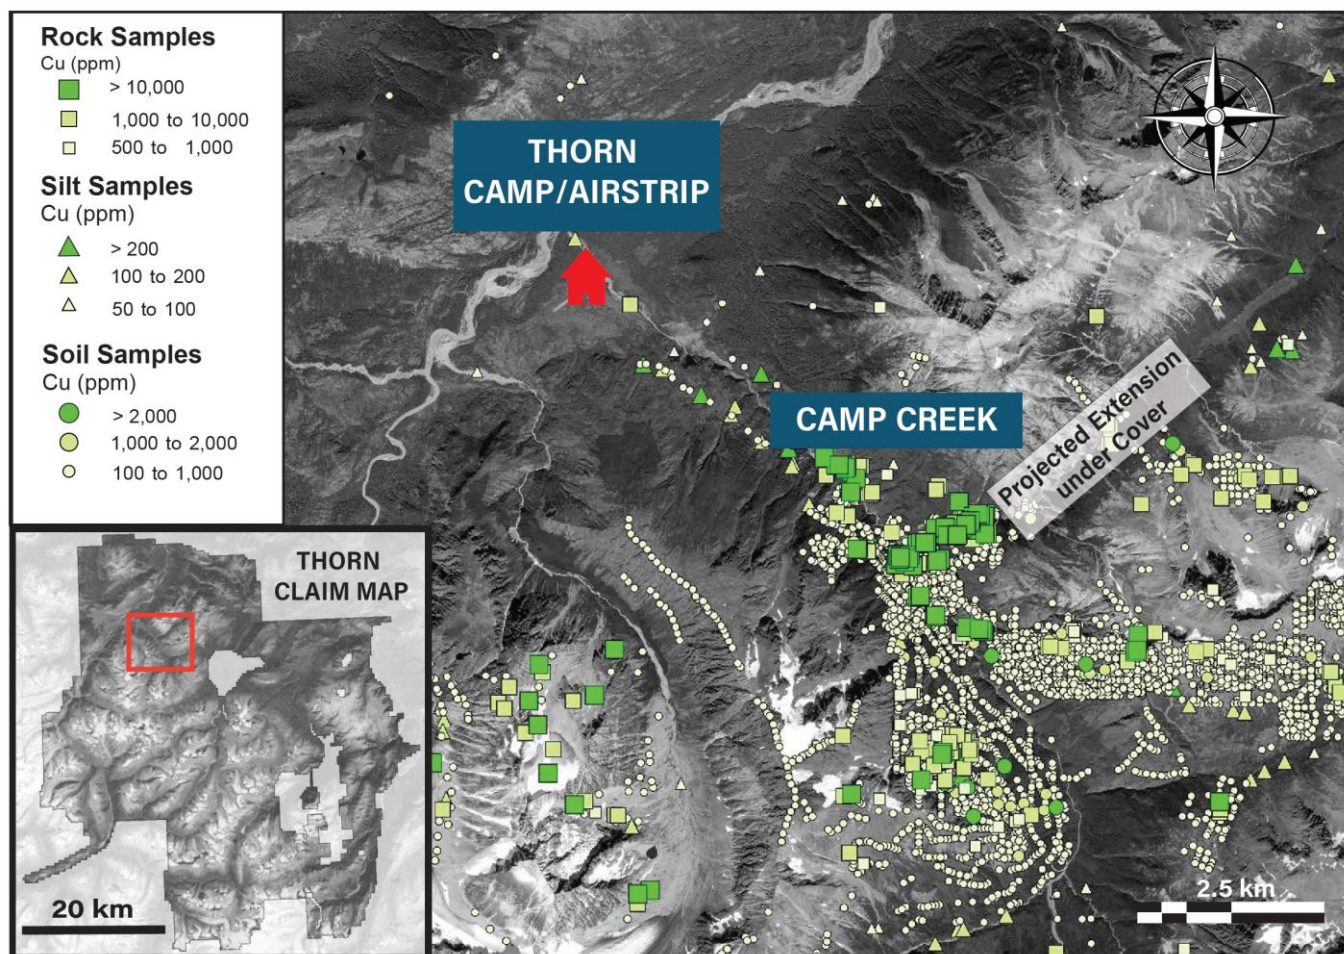 Rock Samples
Cu (ppm)
> 10,000
1,000 to 10,000
500 to 1,000
Silt Samples
Cu (ppm)
> 200
100 to 200
50 to 100
Soil Samples
Cu (ppm)
> 2,000
1,000 to 2,000
100 to 1,000
THORN
CAMP/AIRSTRIP
CAMP CREEK
Projected Extension
under Cover
THORN
CLAIM MAP
20 km
2.5 km